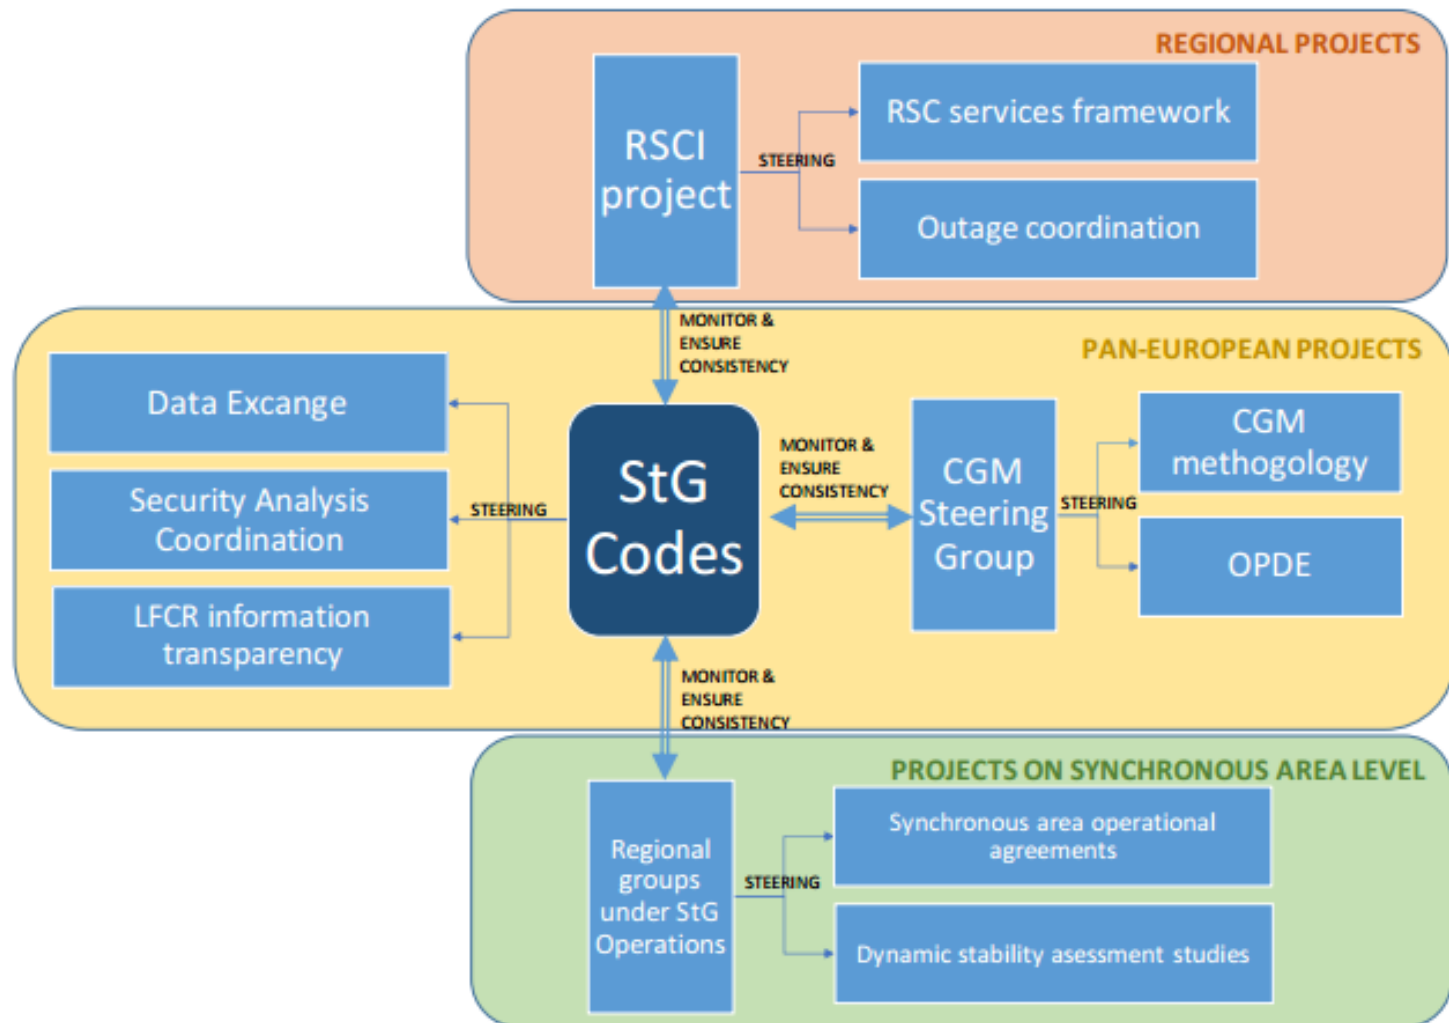 REGIONAL PROJECTS
RSCI
project
STEERING
RSC services framework
Outage coordination
MONITOR &
ENSURE
CONSISTENCY
PAN-EUROPEAN PROJECTS
Data Excange
Security Analysis
Coordination
LFCR information
transparency
STEERING
StG
Codes
MONITOR &
ENSURE
CONSISTENCY
CGM
Steering
Group
STEERING
CGM
methogology
OPDE
MONITOR &
ENSURE
CONSISTENCY
PROJECTS ON SYNCHRONOUS AREA LEVEL
Regional
groups
under StG
Operations
STEERING
Synchronous area operational
agreements
Dynamic stability asessment studies